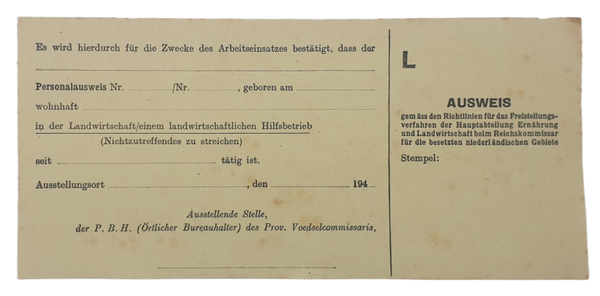 Es wird hierdurch für die Zwecke des Arbeitseinsatzes bestätigt, dass der
Personalausweis Nr. /Nr. , geboren am
wohnhaft
in der Landwirtschaft/einem landwirtschaftlichen Hilfsbetrieb
(Nichtzutreffendes zu streichen)
seit tätig ist.
Ausstellungsort , den 194
Ausstellende Stelle,
der P. B. H. (Örtlicher Bureauhalter) des Prov. Voedselcommissaris,
L
AUSWEIS
gemäss den Richtlinien für das Freistellungs-
verfahren der Hauptabteilung Ernährung
und Landwirtschaft beim Reichskommissar
für die besetzten niederländischen Gebiete
Stempel: